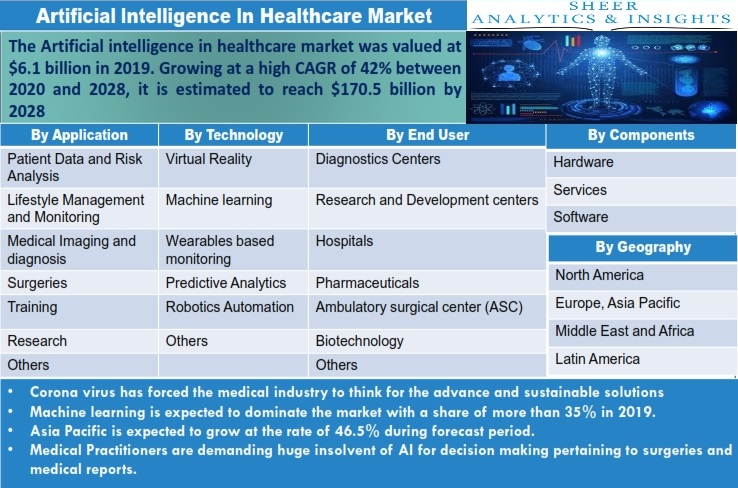 Artificial Intelligence In Healthcare Market
SHEER
ANALYTICS & INSIGHTS
The Artificial intelligence in healthcare market was valued at
$6.1 billion in 2019. Growing at a high CAGR of 42% between
2020 and 2028, it is estimated to reach $170.5 billion by
2028
By Application
Patient Data and Risk
Analysis
Lifestyle Management
and Monitoring
Medical Imaging and
diagnosis
Surgeries
Training
Research
Others
By Technology
Virtual Reality
Machine learning
Wearables based
monitoring
Predictive Analytics
Robotics Automation
Others
By End User
Diagnostics Centers
Research and Development centers
Hospitals
Pharmaceuticals
Ambulatory surgical center (ASC)
Biotechnology
Others
By Components
Hardware
Services
Software
By Geography
North America
Europe, Asia Pacific
Middle East and Africa
Latin America
• Corona virus has forced the medical industry to think for the advance and sustainable solutions
• Machine learning is expected to dominate the market with a share of more than 35% in 2019.
• Asia Pacific is expected to grow at the rate of 46.5% during forecast period.
• Medical Practitioners are demanding huge insolvent of AI for decision making pertaining to surgeries and
medical reports.